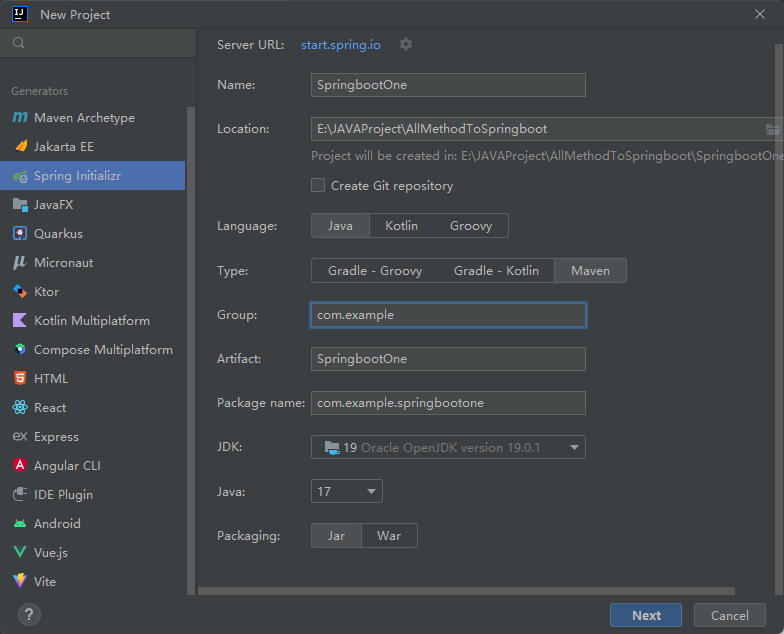 New Project
Server URL: start.spring.io
Generators
Maven Archetype
Jakarta EE
Spring Initializr
JavaFX
Quarkus
Micronaut
Ktor
Kotlin Multiplatform
Compose Multiplatform
HTML
React
Express
Angular CLI
IDE Plugin
Android
Vue.js
Vite
Name: SpringbootOne
Location: E:\JAVAProject\AllMethodToSpringboot
Project will be created in: E:\JAVAProject\AllMethodToSpringboot\SpringbootOne
Create Git repository
Language: Java Kotlin Groovy
Type: Gradle - Groovy Gradle - Kotlin Maven
Group: com.example
Artifact: SpringbootOne
Package name: com.example.springbootone
JDK: 19 Oracle OpenJDK version 19.0.1
Java: 17
Packaging: Jar War
? Next Cancel